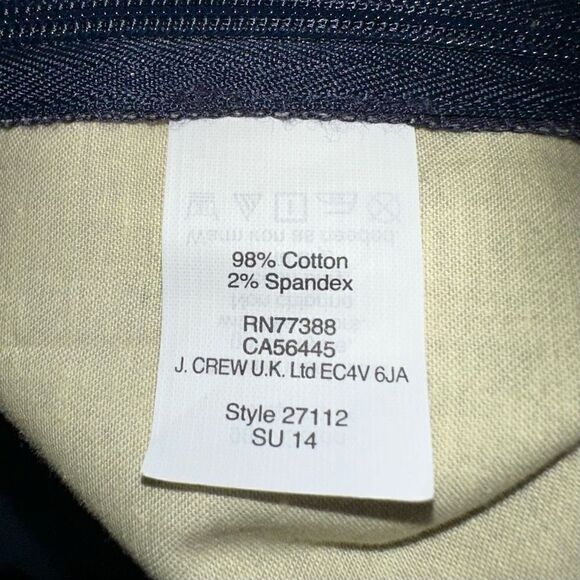 98% Cotton
2% Spandex
RN77388
CA56445
J. CREW U.K. Ltd EC4V 6JA
Style 27112
SU 14